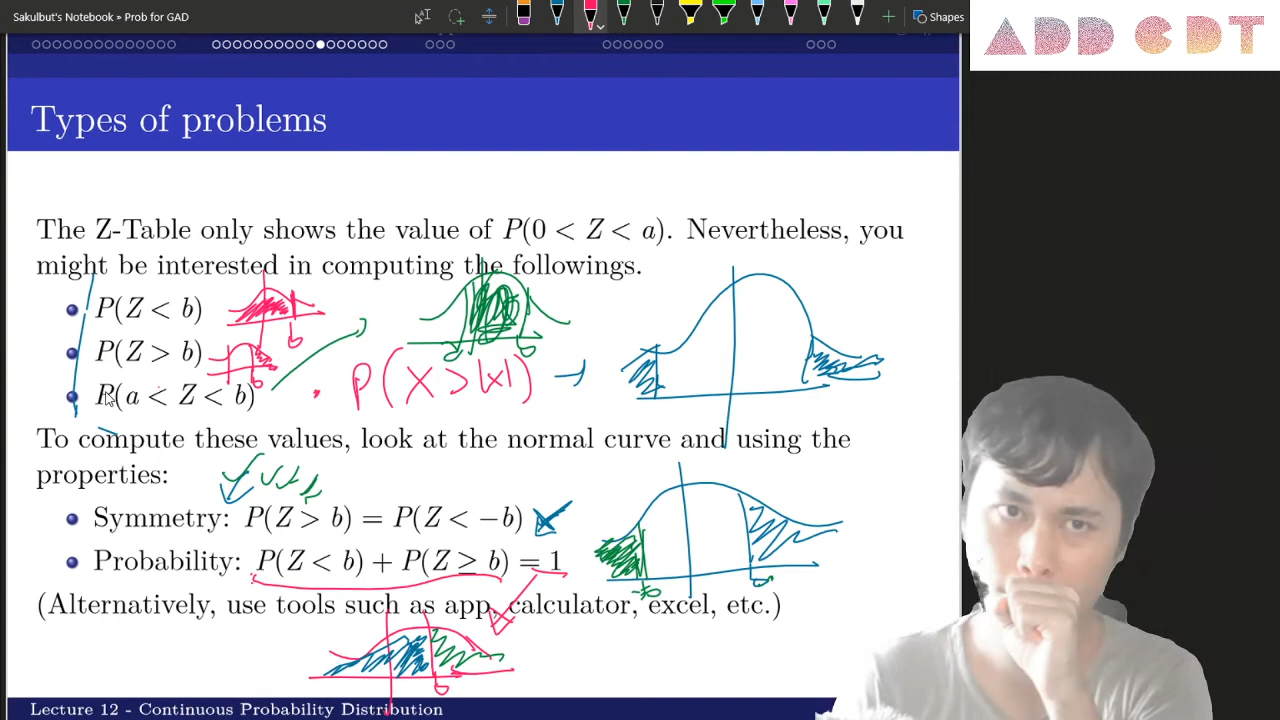 Sakulbut's Notebook » Prob for GAD
Shapes
ADD CDT
Types of problems
The Z-Table only shows the value of P(0 < Z < a). Nevertheless, you
might be interested in computing the followings.
P(Z < b)
b
P(Z > b)
b
P(a < Z < b)
a
b
P(X > |x|)
To compute these values, look at the normal curve and using the
properties:
Symmetry: P(Z > b) = P(Z < −b)
Probability: P(Z < b) + P(Z ≥ b) = 1
-b
b
(Alternatively, use tools such as app, calculator, excel, etc.)
b
Lecture 12 - Continuous Probability Distribution